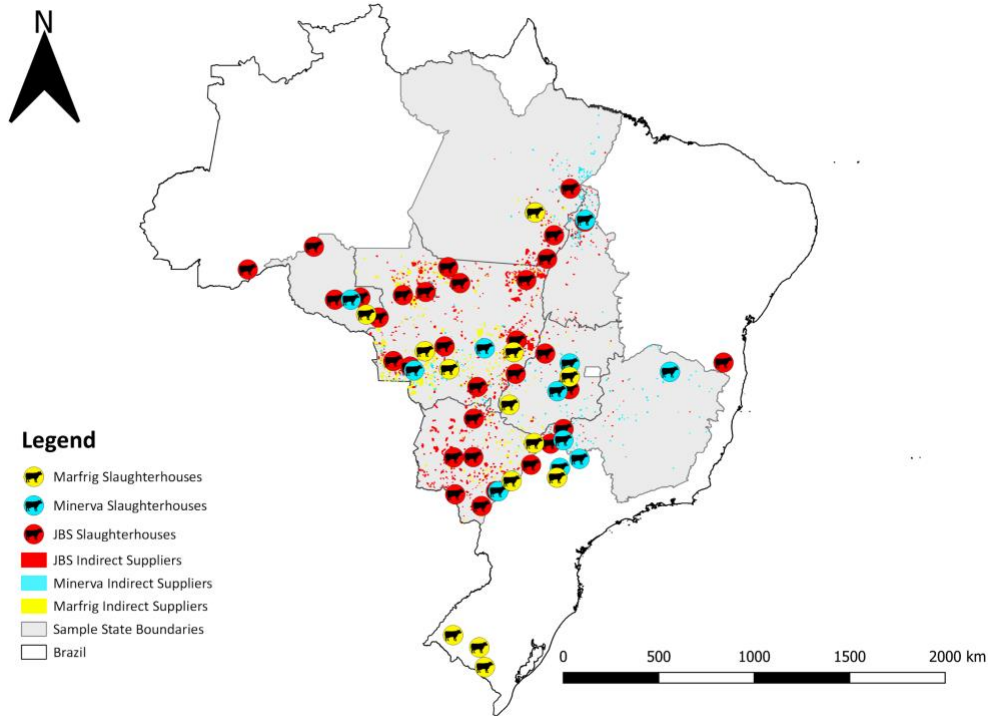 N
Legend
Marfrig Slaughterhouses
Minerva Slaughterhouses
JBS Slaughterhouses
JBS Indirect Suppliers
Minerva Indirect Suppliers
Marfrig Indirect Suppliers
Sample State Boundaries
Brazil
0 500 1000 1500 2000 km